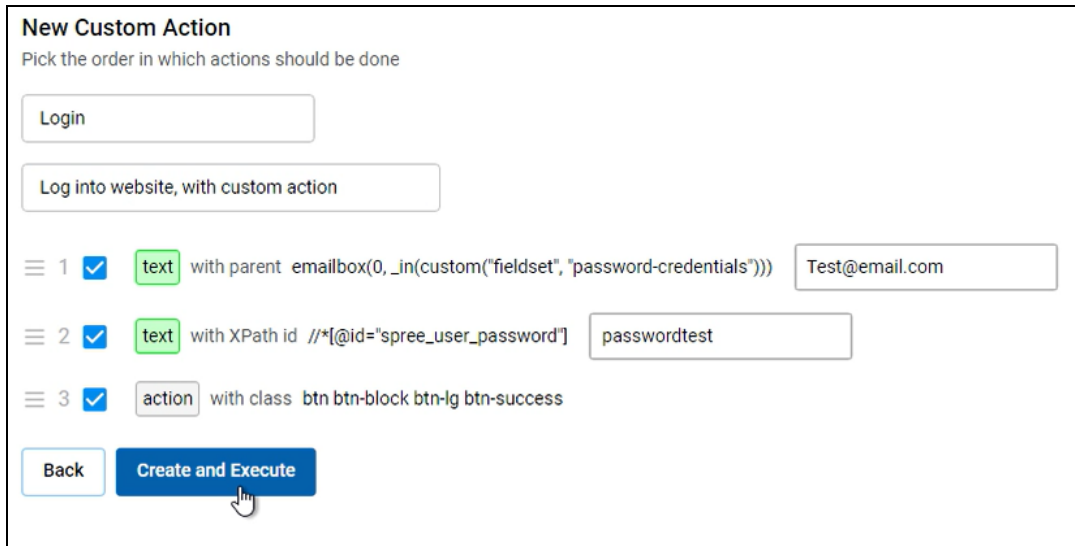 New Custom Action
Pick the order in which actions should be done
Login
Log into website, with custom action
1 text with parent emailbox(0, _in(custom("fieldset", "password-credentials"))) Test@email.com
2 text with XPath id //*[@id="spree_user_password"] passwordtest
3 action with class btn btn-block btn-lg btn-success
Back Create and Execute